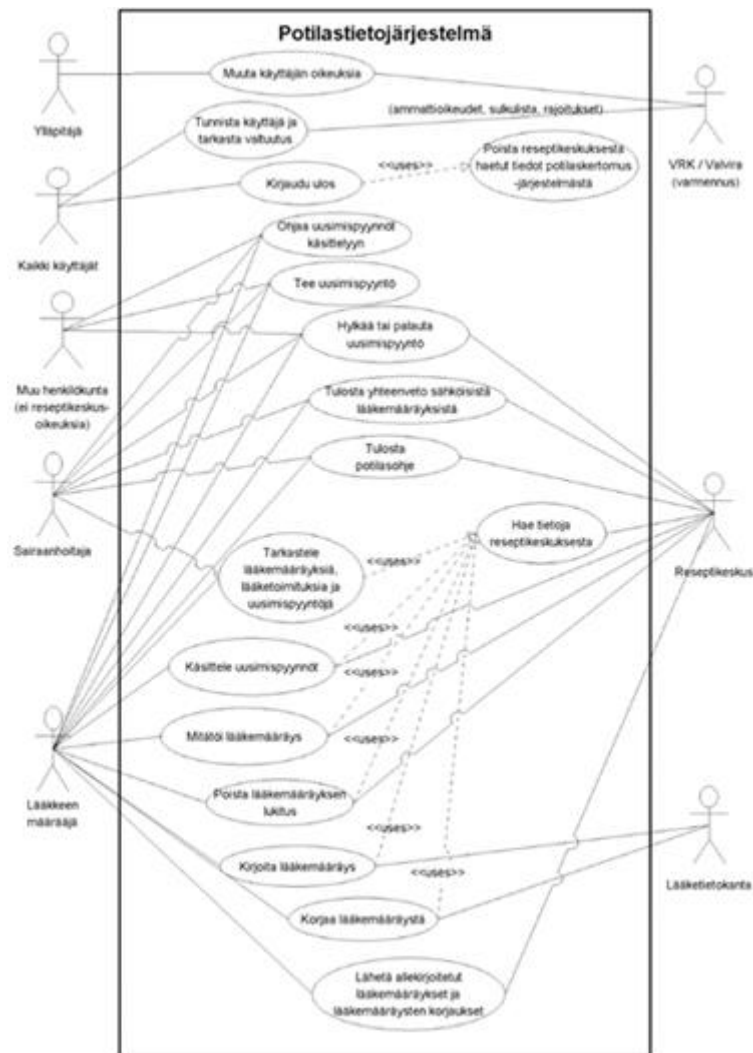 Potilastietojärjestelmä
Muuta käyttäjän oikeuksia
Ylläpitäjä
(ammattioikeudet, sulkulista, rajoitukset)
Tunnista käyttäjä ja
tarkasta valtuutus
VRK / Valvira
(varmennus)
Poista reseptikeskuksesta
haetut tiedot potilaskertomus
-järjestelmästä
<<uses>>
Kirjaudu ulos
Kaikki käyttäjät
Ohjaa uusimispyynnöt
käsittelyyn
Tee uusimispyyntö
Hylkää tai palauta
uusimispyyntö
Muu henkilökunta
(ei reseptikeskus-
oikeuksia)
Tulosta yhteenveto sähköisistä
lääkemääräyksistä
Tulosta
potilasohje
Sairaanhoitaja
Hae tietoja
reseptikeskuksesta
Reseptikeskus
Tarkastele
lääkemääräyksiä,
lääketoimituksia ja
uusimispyyntöjä
<<uses>>
<<uses>>
Käsittele uusimispyynnöt
<<uses>>
Mitätöi lääkemääräys
<<uses>>
Lääkkeen
määrääjä
Poista lääkemääräyksen
lukitus
<<uses>>
Kirjoita lääkemääräys
<<uses>>
Lääketietokanta
Korjaa lääkemääräystä
Lähetä allekirjoitetut
lääkemääräykset ja
lääkemääräysten korjaukset